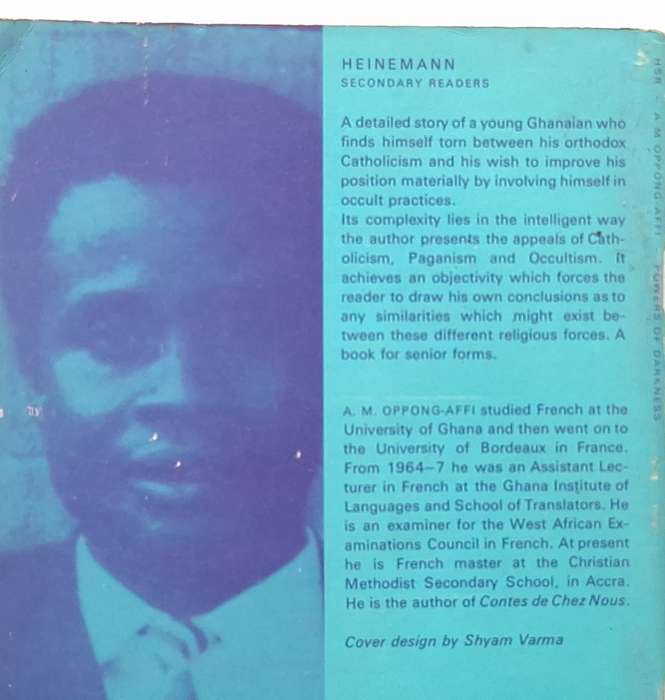 HEINEMANN
SECONDARY READERS
A detailed story of a young Ghanaian who
finds himself torn between his orthodox
Catholicism and his wish to improve his
position materially by involving himself in
occult practices.
Its complexity lies in the intelligent way
the author presents the appeals of Cath-
olicism, Paganism and Occultism. It
achieves an objectivity which forces the
reader to draw his own conclusions as to
any similarities which might exist be-
tween these different religious forces. A
book for senior forms.
A. M. OPPONG-AFFI studied French at the
University of Ghana and then went on to
the University of Bordeaux in France.
From 1964–7 he was an Assistant Lec-
turer in French at the Ghana Institute of
Languages and School of Translators. He
is an examiner for the West African Ex-
aminations Council in French. At present
he is French master at the Christian
Methodist Secondary School, in Accra.
He is the author of Contes de Chez Nous.
Cover design by Shyam Varma
HSR - A M OPPONG-AFFI POWERS OF DARKNESS